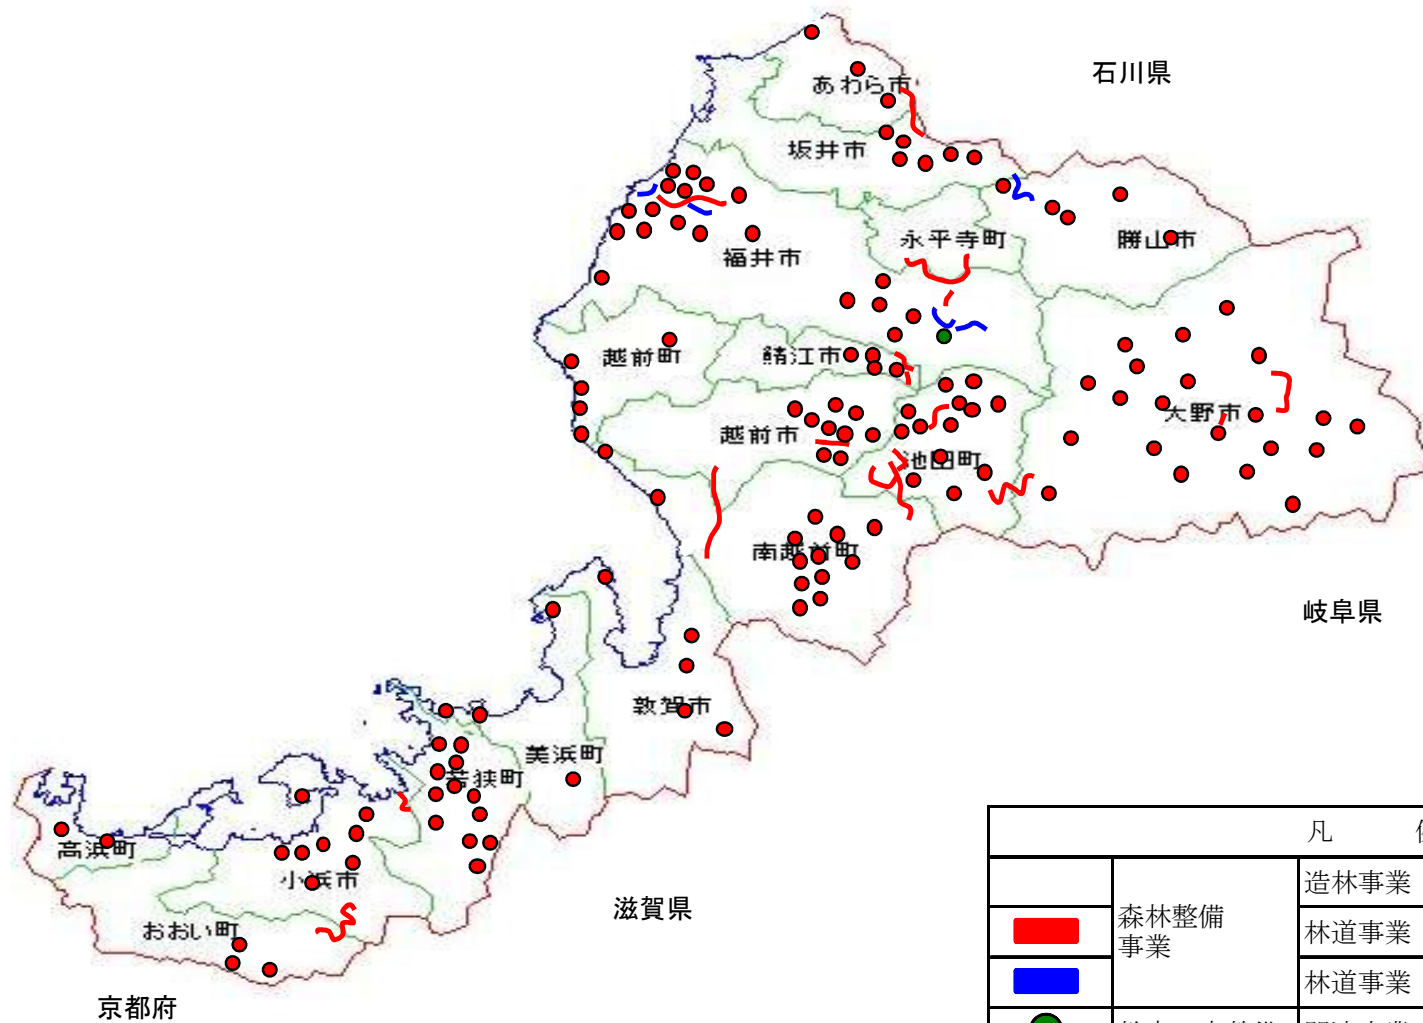 石川県
あわら市
坂井市
永平寺町
勝山市
福井市
越前町
鯖江市
大野市
越前市
池田町
南越前町
岐阜県
敦賀市
美浜町
若狭町
高浜町
小浜市
滋賀県
おおい町
京都府
凡
造林事業
森林整備
事業
林道事業
林道事業